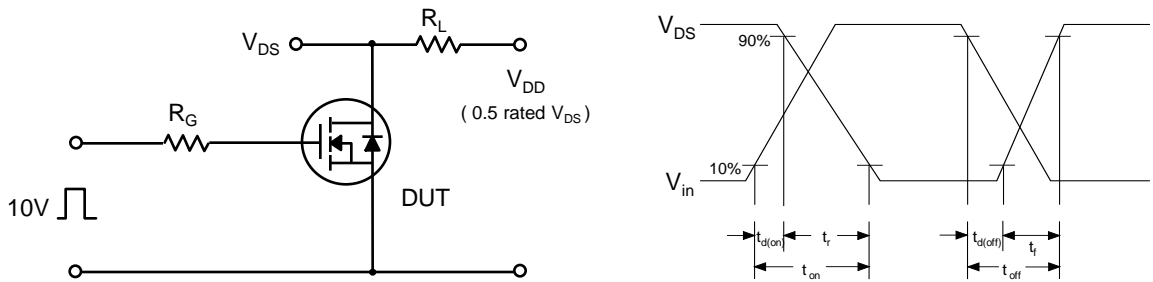 R_L
V_DS
V_DD
( 0.5 rated V_DS )
R_G
10V
DUT
V_DS
90%
10%
V_in
t_d(on)
t_r
t_on
t_d(off)
t_f
t_off